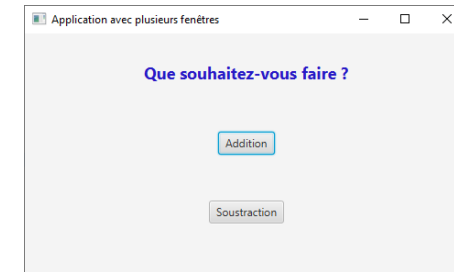 Application avec plusieurs fenêtres
Que souhaitez-vous faire ?
Addition
Soustraction